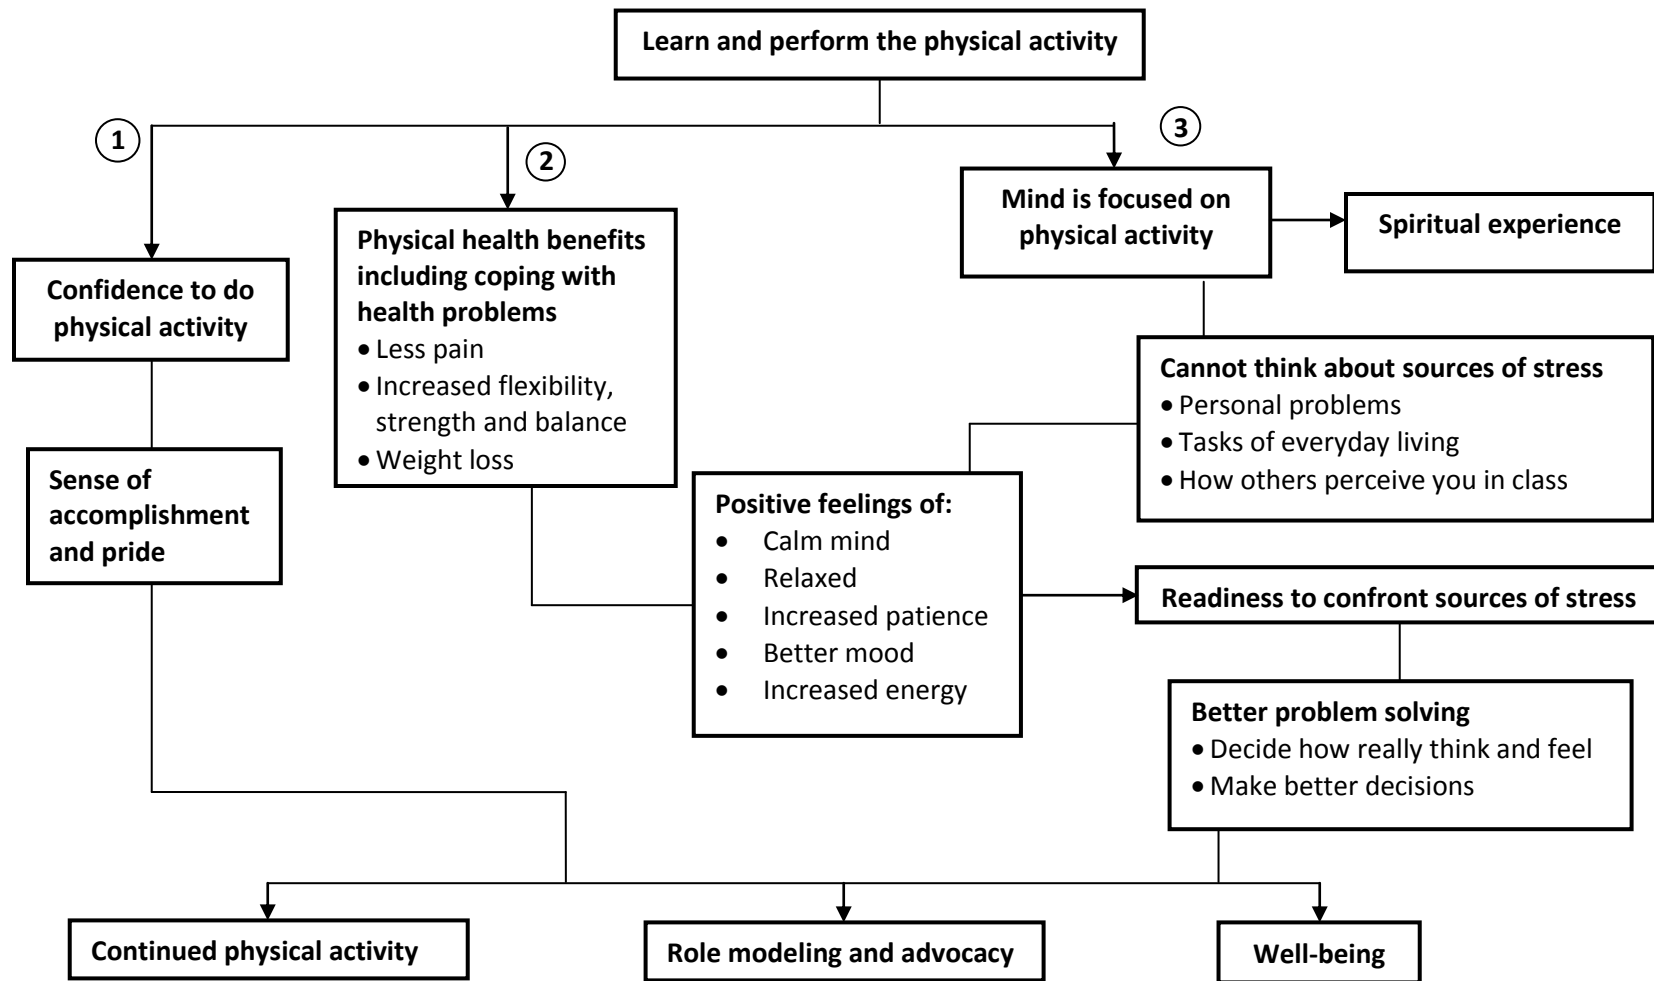 Learn and perform the physical activity
1
2
3
Mind is focused on
physical activity
Spiritual experience
Physical health benefits
including coping with
health problems
• Less pain
• Increased flexibility,
strength and balance
• Weight loss
Confidence to do
physical activity
Cannot think about sources of stress
• Personal problems
• Tasks of everyday living
• How others perceive you in class
Sense of
accomplishment
and pride
Positive feelings of:
• Calm mind
• Relaxed
• Increased patience
• Better mood
• Increased energy
Readiness to confront sources of stress
Better problem solving
• Decide how really think and feel
• Make better decisions
Continued physical activity
Role modeling and advocacy
Well-being